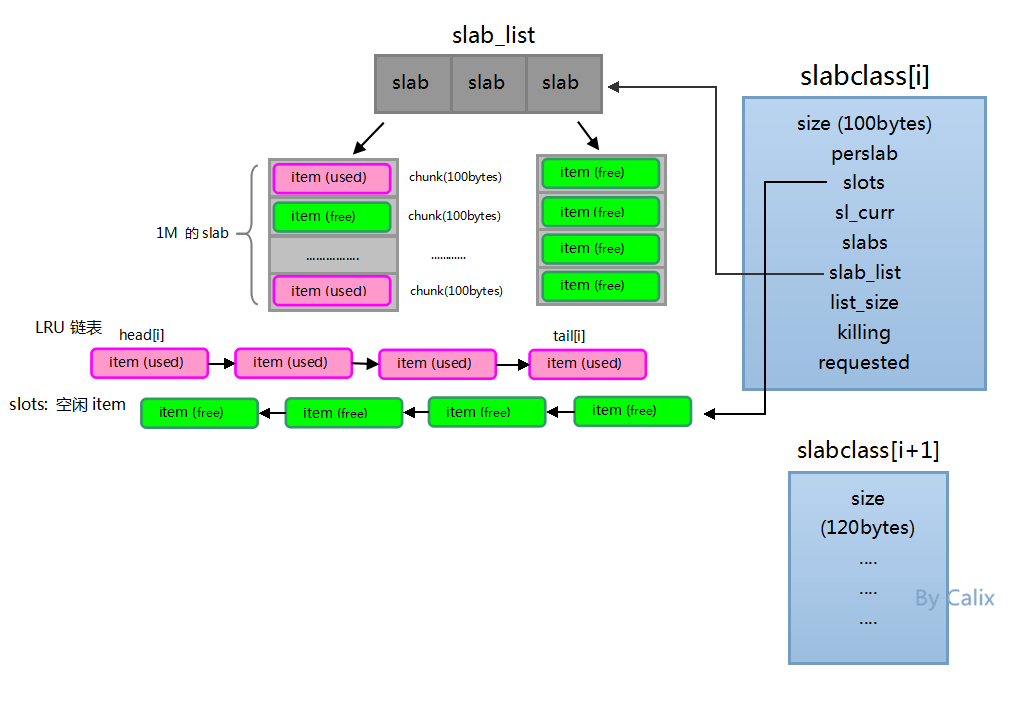 slab_list
slab slab slab
slabclass[i]
size (100bytes)
perslab
slots
sl_curr
slabs
slab_list
list_size
killing
requested
1M 的 slab
item (used) chunk(100bytes)
item (free) chunk(100bytes)
................ ............
item (used) chunk(100bytes)
item (free)
item (free)
item (free)
item (free)
LRU 链表 head[i] tail[i]
item (used) item (used) item (used) item (used)
slots: 空闲 item item (free) item (free) item (free) item (free)
slabclass[i+1]
size
(120bytes)
....
....
....
By Calix